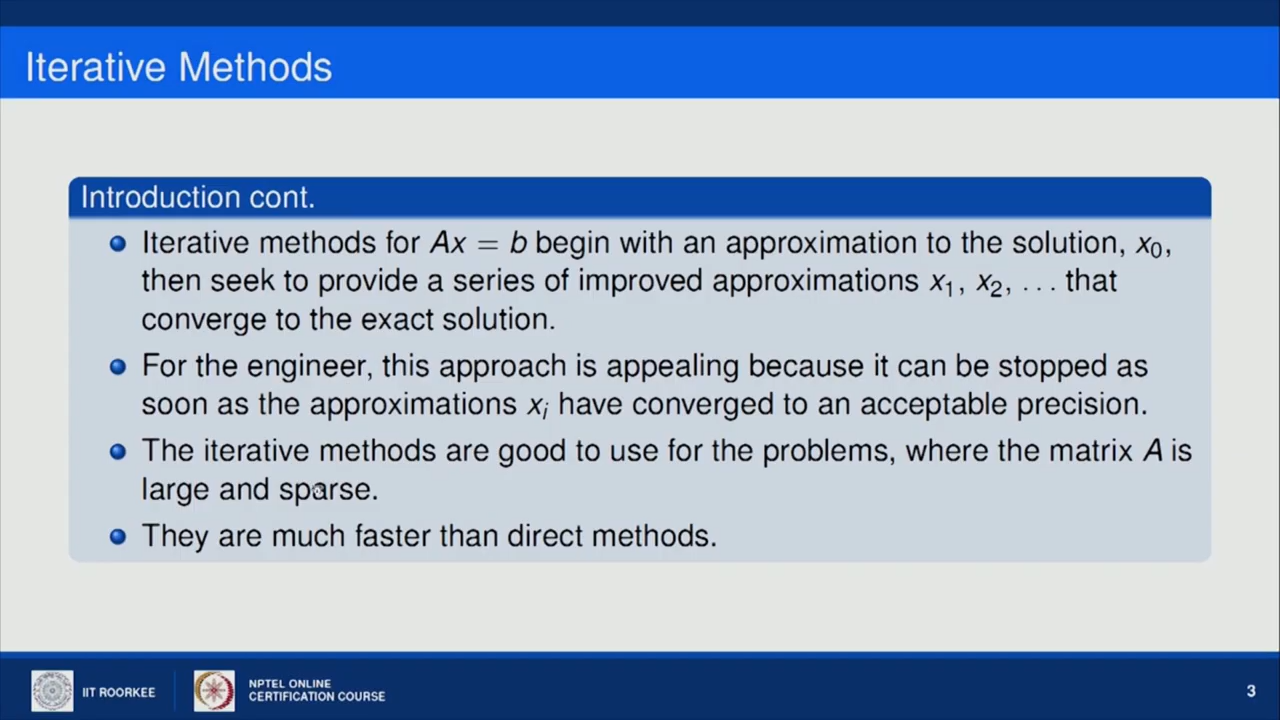 Iterative Methods
Introduction cont.
Iterative methods for Ax = b begin with an approximation to the solution, x₀,
then seek to provide a series of improved approximations x₁, x₂, ... that
converge to the exact solution.
For the engineer, this approach is appealing because it can be stopped as
soon as the approximations xᵢ have converged to an acceptable precision.
The iterative methods are good to use for the problems, where the matrix A is
large and sparse.
They are much faster than direct methods.
IIT ROORKEE
NPTEL ONLINE
CERTIFICATION COURSE
3